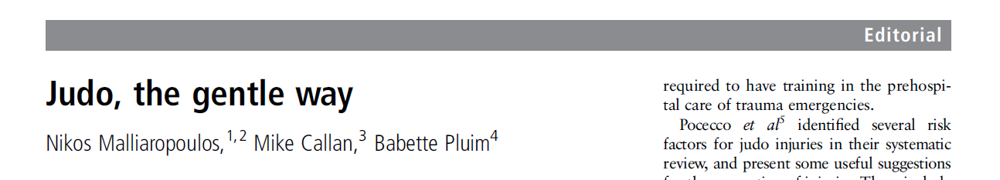 Editorial
Judo, the gentle way
Nikos Malliaropoulos,1,2 Mike Callan,3 Babette Pluim4
required to have training in the prehospi-
tal care of trauma emergencies.
Pocecco et al5 identified several risk
factors for judo injuries in their systematic
review, and present some useful suggestions